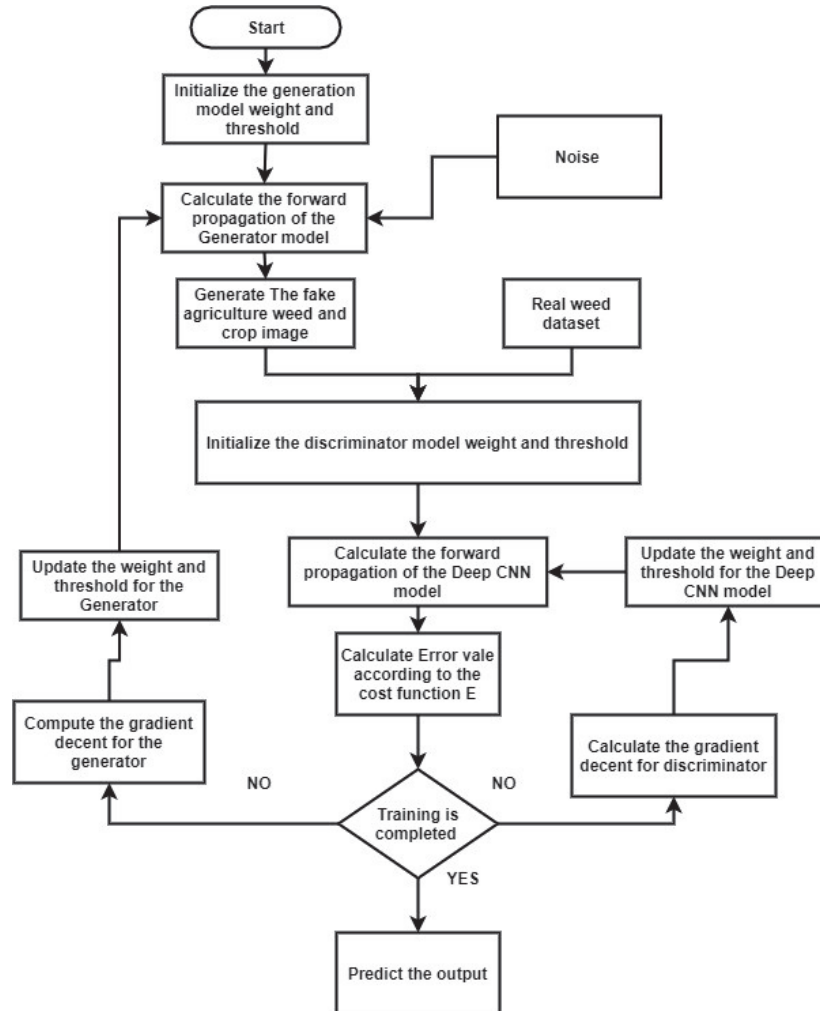 Start
Initialize the generation
model weight and
threshold
Noise
Calculate the forward
propagation of the
Generator model
Generate The fake
agriculture weed and
crop image
Real weed
dataset
Initialize the discriminator model weight and threshold
Update the weight and
threshold for the
Generator
Calculate the forward
propagation of the Deep CNN
model
Update the weight and
threshold for the Deep
CNN model
Calculate Error vale
according to the
cost function E
Compute the gradient
decent for the
generator
Calculate the gradient
decent for discriminator
NO
NO
Training is
completed
YES
Predict the output